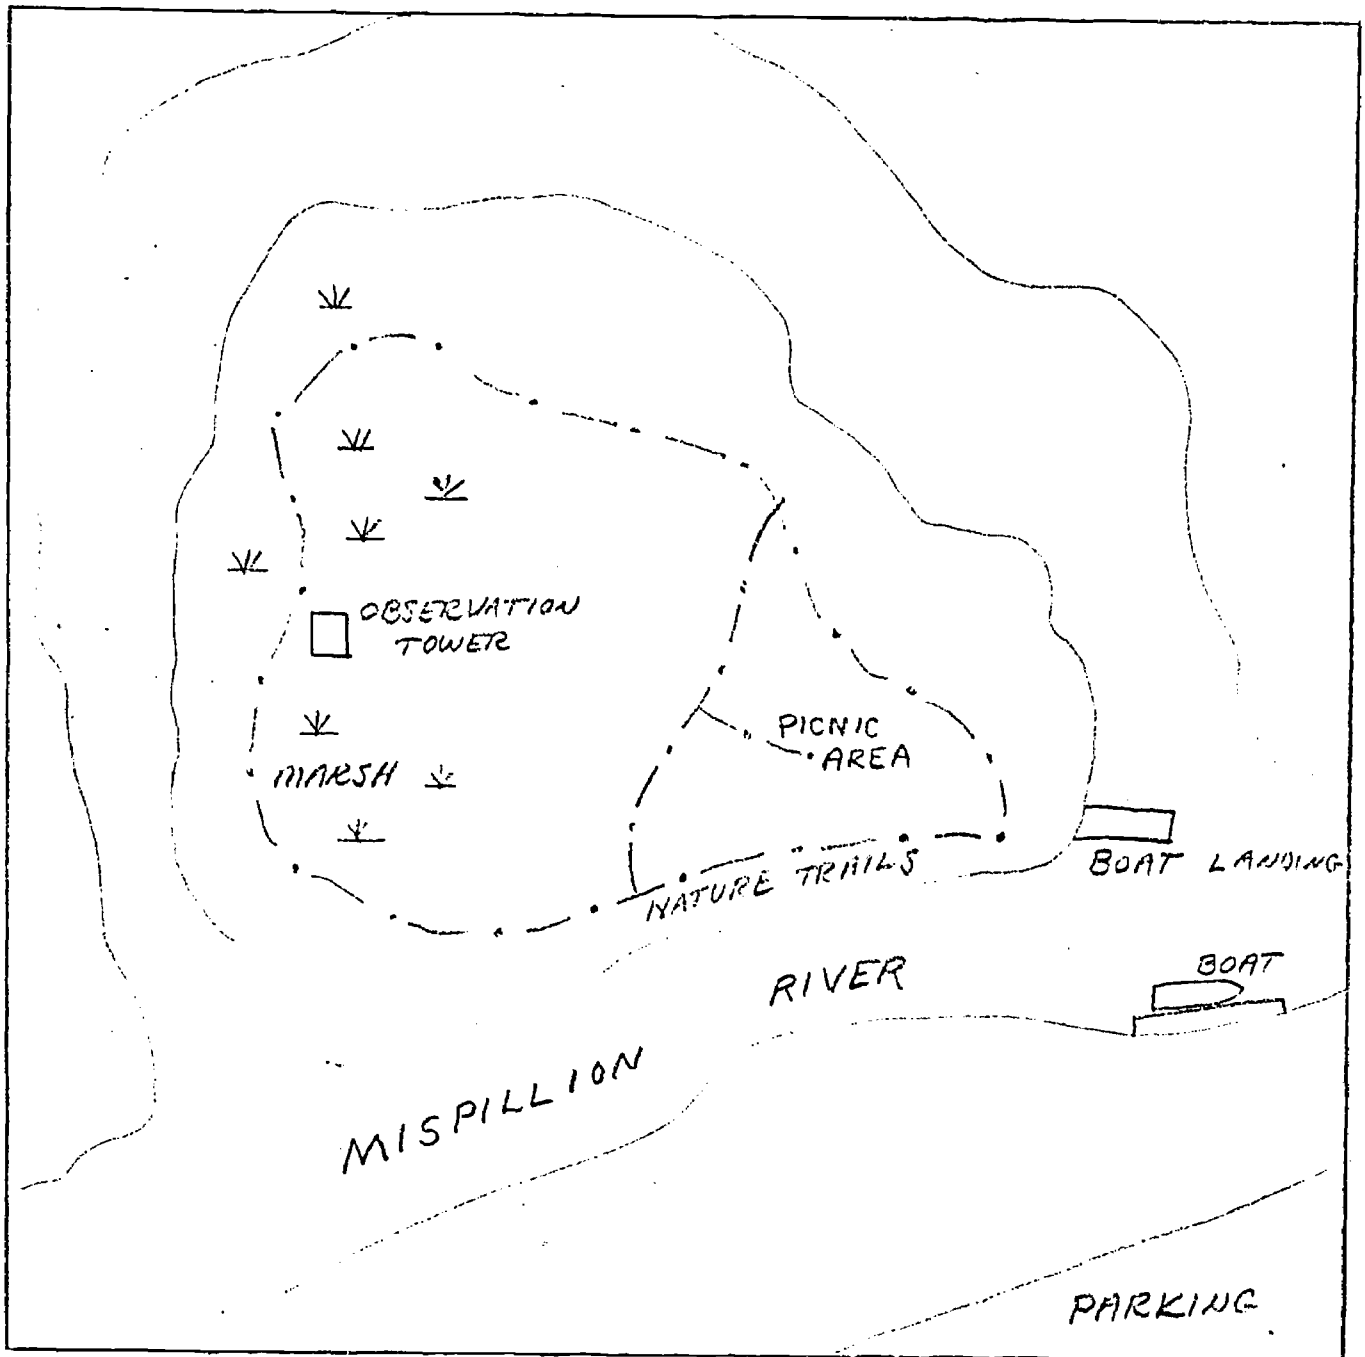 OBSERVATION
TOWER
PICNIC
AREA
MARSH
BOAT LANDING
NATURE TRAILS
BOAT
RIVER
MISPILLION
PARKING